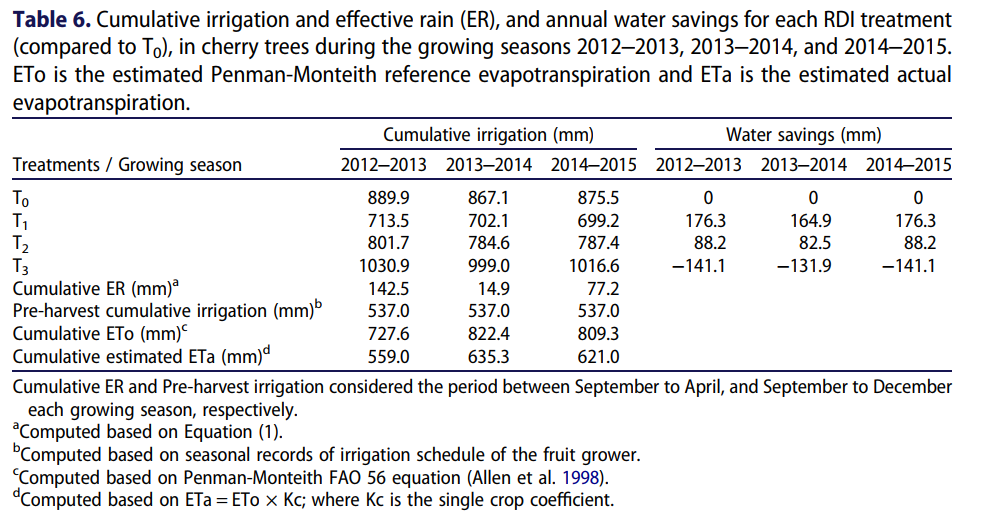 Table 6. Cumulative irrigation and effective rain (ER), and annual water savings for each RDI treatment
(compared to T0), in cherry trees during the growing seasons 2012–2013, 2013–2014, and 2014–2015.
ETo is the estimated Penman-Monteith reference evapotranspiration and ETa is the estimated actual
evapotranspiration.
Cumulative irrigation (mm) Water savings (mm)
Treatments / Growing season 2012–2013 2013–2014 2014–2015 2012–2013 2013–2014 2014–2015
T0 889.9 867.1 875.5 0 0 0
T1 713.5 702.1 699.2 176.3 164.9 176.3
T2 801.7 784.6 787.4 88.2 82.5 88.2
T3 1030.9 999.0 1016.6 −141.1 −131.9 −141.1
Cumulative ER (mm)a 142.5 14.9 77.2
Pre-harvest cumulative irrigation (mm)b 537.0 537.0 537.0
Cumulative ETo (mm)c 727.6 822.4 809.3
Cumulative estimated ETa (mm)d 559.0 635.3 621.0
Cumulative ER and Pre-harvest irrigation considered the period between September to April, and September to December
each growing season, respectively.
aComputed based on Equation (1).
bComputed based on seasonal records of irrigation schedule of the fruit grower.
cComputed based on Penman-Monteith FAO 56 equation (Allen et al. 1998).
dComputed based on ETa = ETo × Kc; where Kc is the single crop coefficient.